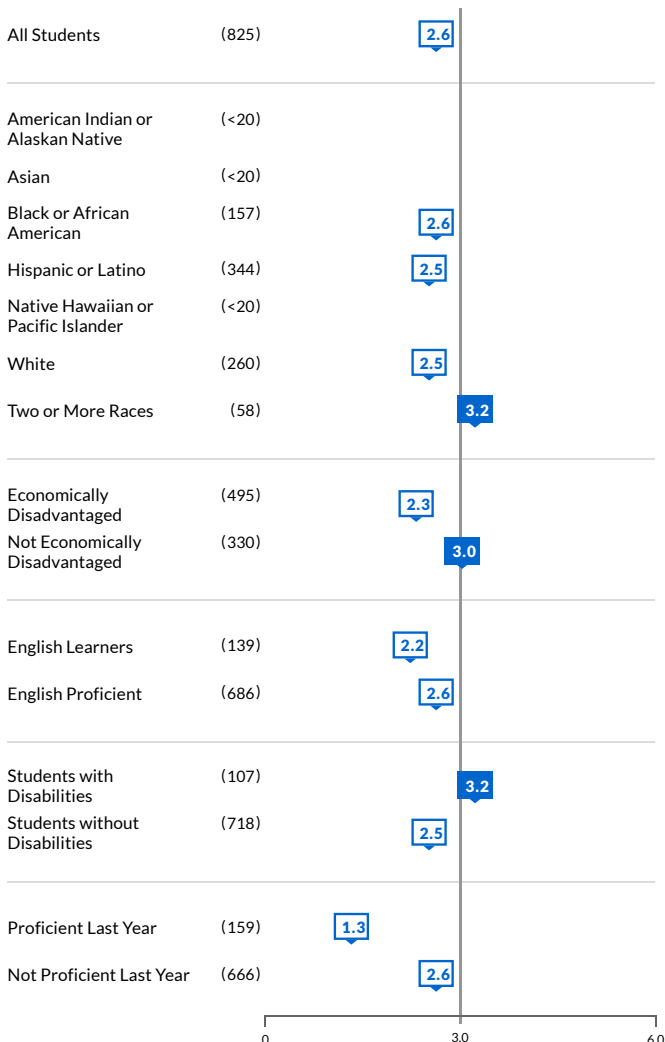 All Students (825) 2.6
American Indian or (<20)
Alaskan Native
Asian (<20)
Black or African (157) 2.6
American
Hispanic or Latino (344) 2.5
Native Hawaiian or (<20)
Pacific Islander
White (260) 2.5
Two or More Races (58) 3.2
Economically (495) 2.3
Disadvantaged
Not Economically (330) 3.0
Disadvantaged
English Learners (139) 2.2
English Proficient (686) 2.6
Students with (107) 3.2
Disabilities
Students without (718) 2.5
Disabilities
Proficient Last Year (159) 1.3
Not Proficient Last Year (666) 2.6
0 3.0 6.0